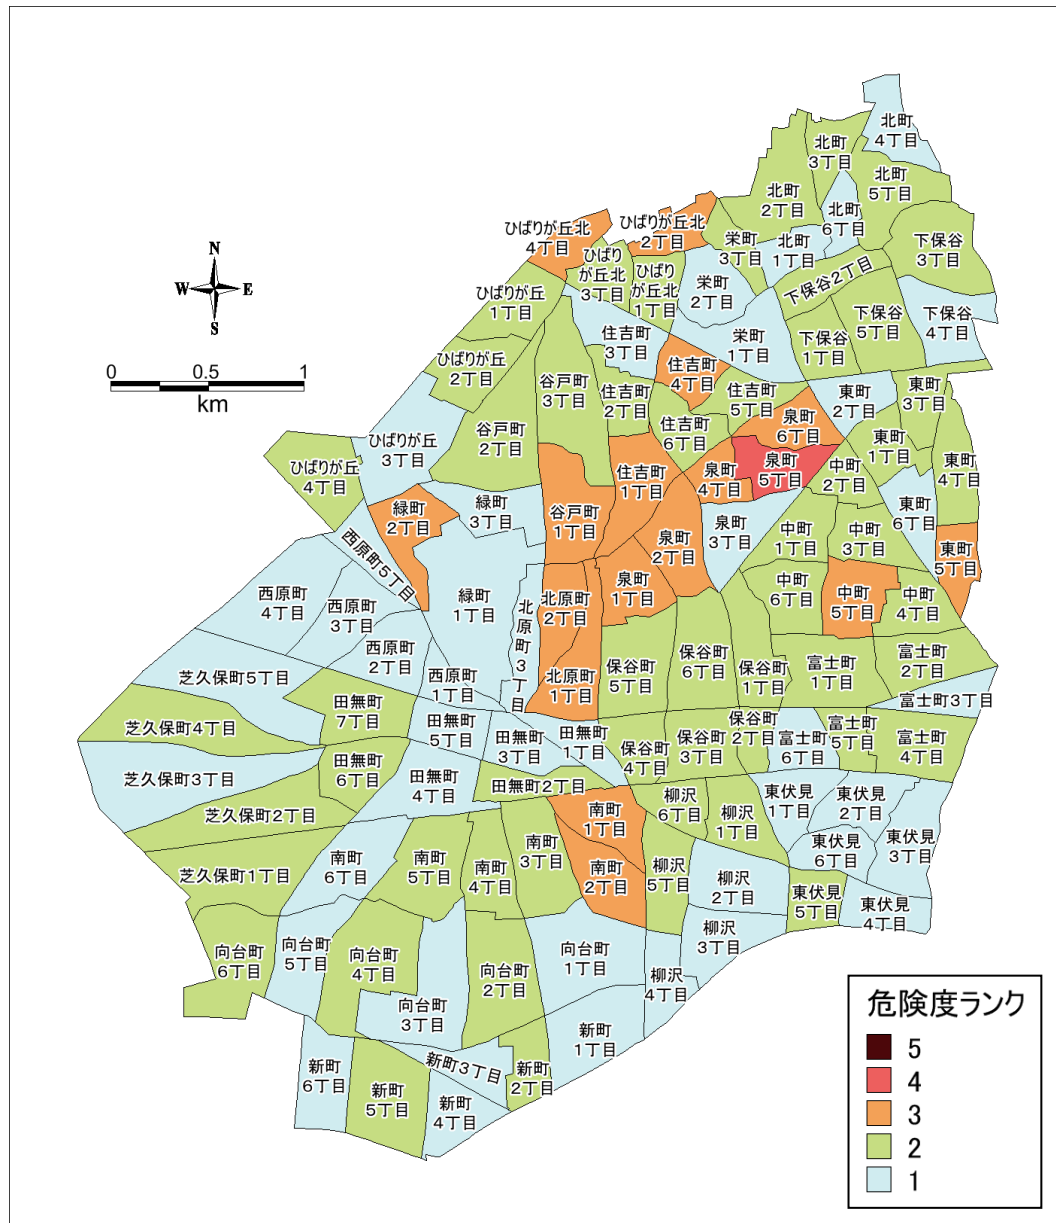 北町
4丁目
北町
3丁目
北町
5丁目
北町
2丁目
北町
6丁目
ひばりが丘北
4丁目
ひばりが丘北
2丁目
栄町
3丁目
北町
1丁目
下保谷
3丁目
N
W
E
S
ひばり
が丘北
3丁目
ひばり
が丘北
1丁目
栄町
2丁目
下保谷2丁目
ひばりが丘
1丁目
下保谷
5丁目
下保谷
4丁目
住吉町
3丁目
栄町
1丁目
下保谷
1丁目
0
0.5
1
km
ひばりが丘
2丁目
谷戸町
3丁目
住吉町
4丁目
住吉町
2丁目
住吉町
5丁目
東町
2丁目
東町
3丁目
ひばりが丘
3丁目
谷戸町
2丁目
住吉町
6丁目
泉町
6丁目
東町
1丁目
ひばりが丘
4丁目
住吉町
1丁目
泉町
4丁目
泉町
5丁目
中町
2丁目
東町
4丁目
緑町
2丁目
緑町
3丁目
谷戸町
1丁目
東町
6丁目
西原町5丁目
泉町
2丁目
泉町
3丁目
中町
1丁目
中町
3丁目
東町
5丁目
西原町
4丁目
西原町
3丁目
緑町
1丁目
北原町3丁目
北原町
2丁目
泉町
1丁目
中町
6丁目
中町
5丁目
中町
4丁目
西原町
2丁目
芝久保町5丁目
西原町
1丁目
北原町
1丁目
保谷町
5丁目
保谷町
6丁目
保谷町
1丁目
富士町
1丁目
富士町
2丁目
富士町3丁目
田無町
7丁目
芝久保町4丁目
田無町
5丁目
田無町
3丁目
田無町
1丁目
保谷町
4丁目
保谷町
3丁目
保谷町
2丁目
富士町
6丁目
富士町
5丁目
富士町
4丁目
芝久保町3丁目
田無町
6丁目
田無町
4丁目
田無町2丁目
芝久保町2丁目
南町
1丁目
柳沢
6丁目
柳沢
1丁目
東伏見
1丁目
東伏見
2丁目
東伏見
3丁目
東伏見
6丁目
芝久保町1丁目
南町
6丁目
南町
5丁目
南町
4丁目
南町
3丁目
南町
2丁目
柳沢
5丁目
柳沢
2丁目
東伏見
5丁目
東伏見
4丁目
向台町
6丁目
向台町
5丁目
向台町
4丁目
向台町
3丁目
向台町
2丁目
向台町
1丁目
柳沢
3丁目
柳沢
4丁目
新町
1丁目
新町
6丁目
新町
5丁目
新町3丁目
新町
4丁目
新町
2丁目
危険度ランク
5
4
3
2
1